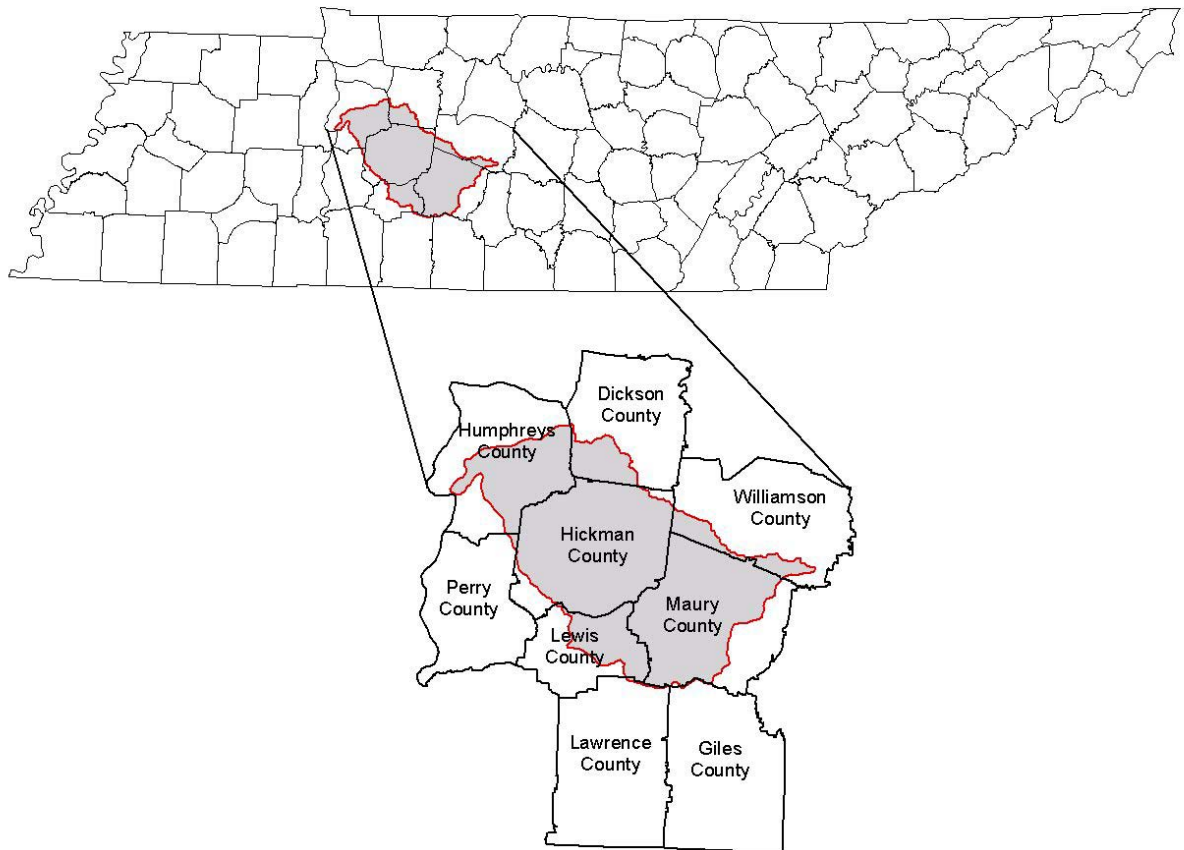 Dickson
County
Humphreys
County
Williamson
County
Hickman
County
Perry
County
Maury
County
Lewis
County
Lawrence
County
Giles
County